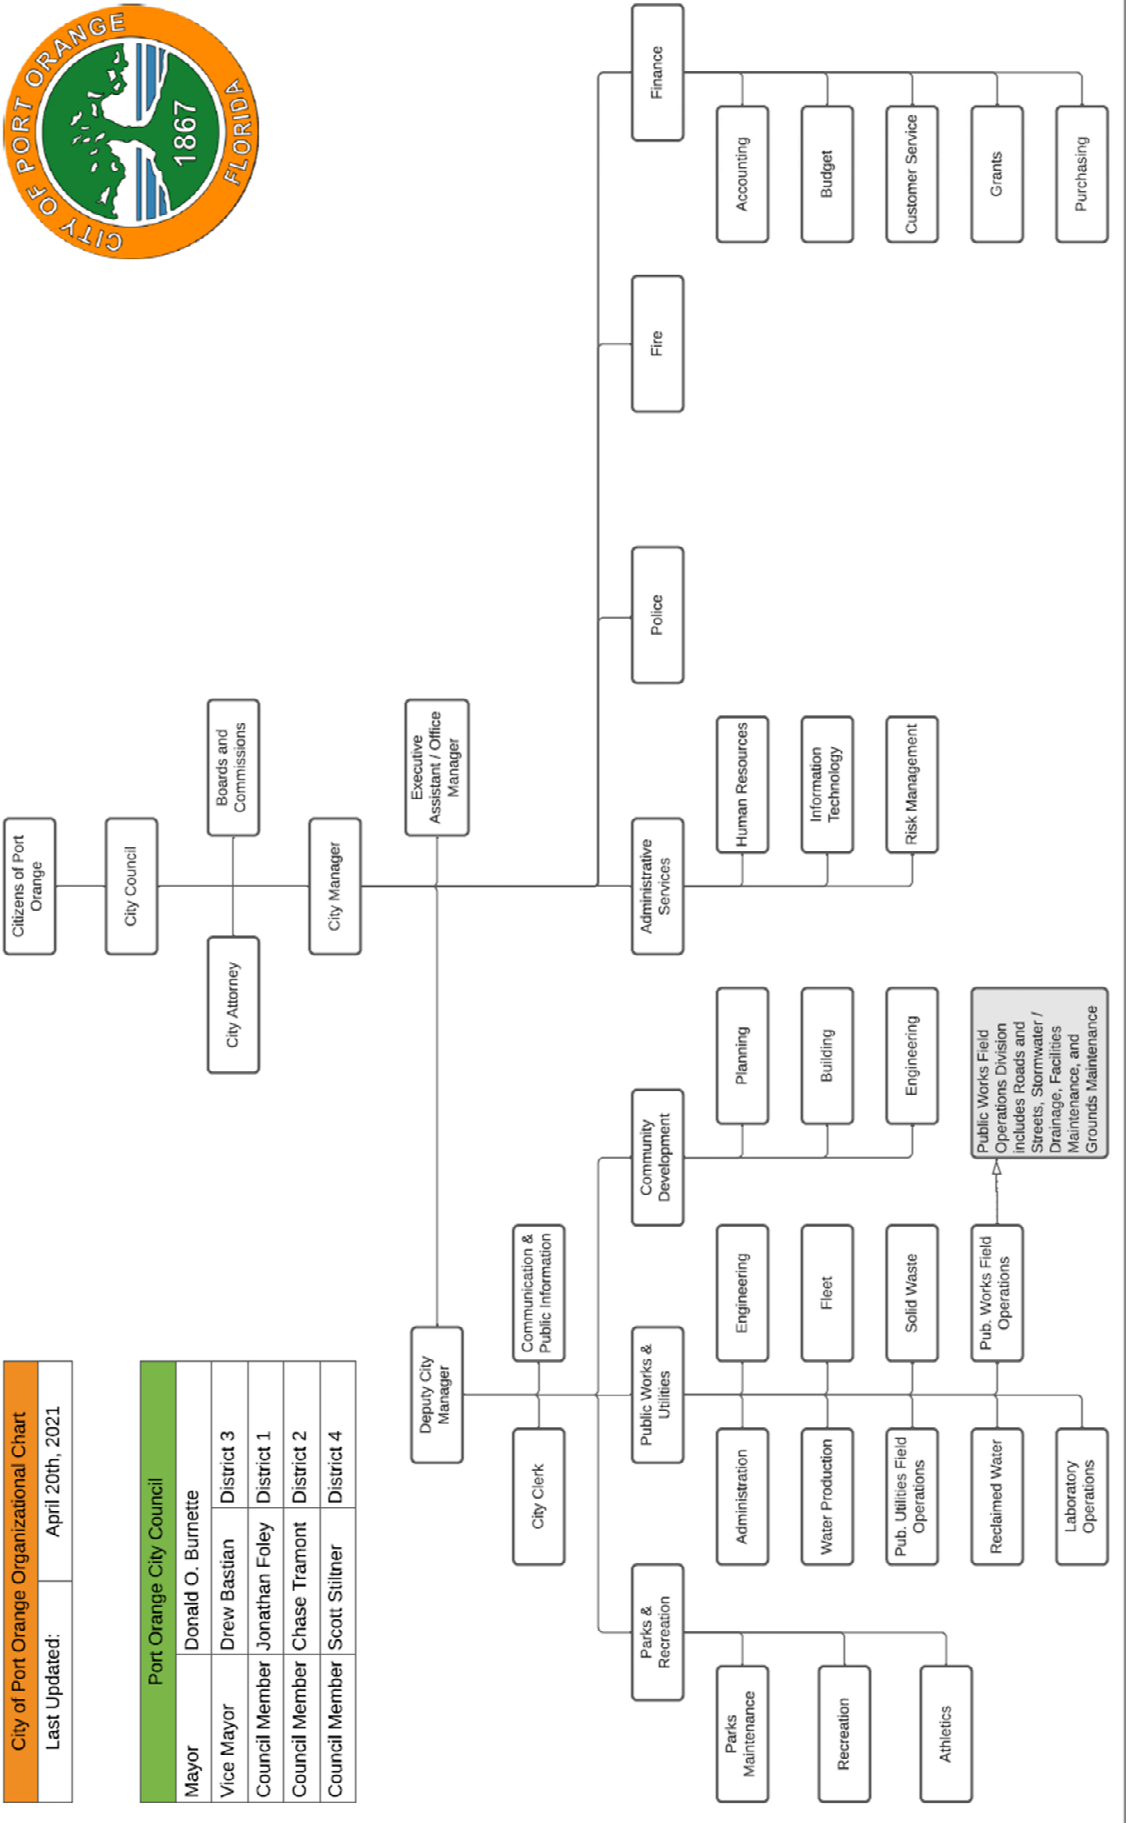 City of Port Orange Organizational Chart
Last Updated: April 20th, 2021
Port Orange City Council
Mayor Donald O. Burnette
Vice Mayor Drew Bastian District 3
Council Member Jonathan Foley District 1
Council Member Chase Tramont District 2
Council Member Scott Stiltner District 4
CITY OF PORT ORANGE
1867
FLORIDA
Citizens of Port
Orange
City Council
City Attorney
Boards and
Commissions
City Manager
Deputy City
Manager
Executive
Assistant / Office
Manager
City Clerk
Communication &
Public Information
Parks &
Recreation
Public Works &
Utilities
Community
Development
Administrative
Services
Police
Fire
Finance
Parks
Maintenance
Recreation
Athletics
Administration
Engineering
Water Production
Fleet
Pub. Utilities Field
Operations
Solid Waste
Reclaimed Water
Pub. Works Field
Operations
Laboratory
Operations
Public Works Field
Operations Division
includes Roads and
Streets, Stormwater /
Drainage, Facilities
Maintenance, and
Grounds Maintenance
Planning
Building
Engineering
Human Resources
Information
Technology
Risk Management
Accounting
Budget
Customer Service
Grants
Purchasing